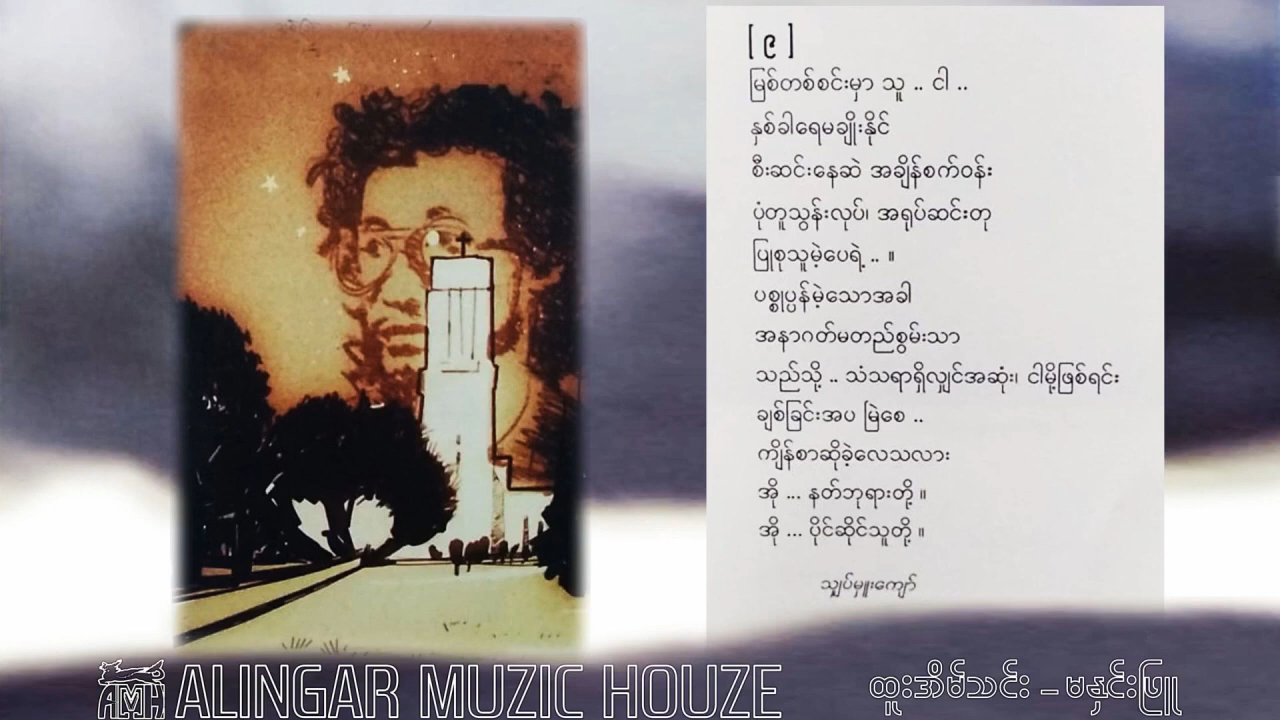 [ ၉ ]
မြစ်တစ်စင်းမှာ သူ .. ငါ ..
နှစ်ခါရေမချိုးနိုင်
စီးဆင်းနေဆဲ အချိန်စက်ဝန်း
ပုံတူသွန်းလုပ်၊ အရုပ်ဆင်းတု
ပြုစုသူမဲ့ပေရဲ့ .. ။
ပစ္စုပ္ပန်မဲ့သောအခါ
အနာဂတ်မတည်စွမ်းသာ
သည်သို့ .. သံသရာရှိလျှင်အဆုံး၊ ငါမို့ဖြစ်ရင်း
ချစ်ခြင်းအပ မြဲစေ ..
ကျိန်စာဆိုခဲ့လေသလား
အို ... နတ်ဘုရားတို့ ။
အို ... ပိုင်ဆိုင်သူတို့ ။
သျှပ်မှူးကျော်
AMH ALINGAR MUZIC HOUZE
ထူးအိမ်သင်း – မနှင်းဖြူ